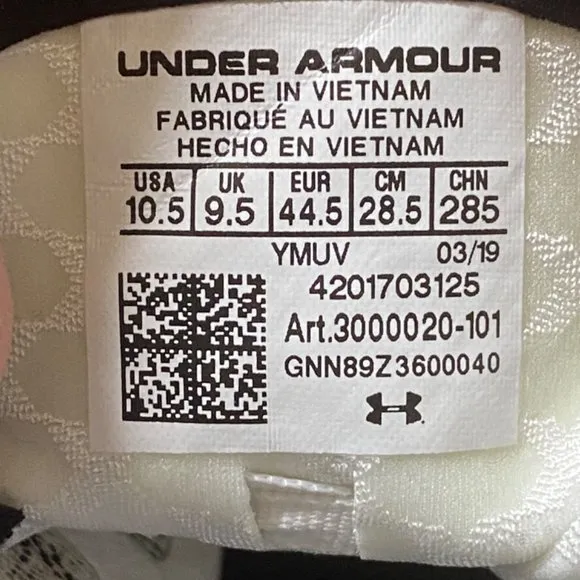 UNDER ARMOUR
MADE IN VIETNAM
FABRIQUÉ AU VIETNAM
HECHO EN VIETNAM
USA UK EUR CM CHN
10.5 9.5 44.5 28.5 285
YMUV 03/19
4201703125
Art.3000020-101
GNN89Z3600040